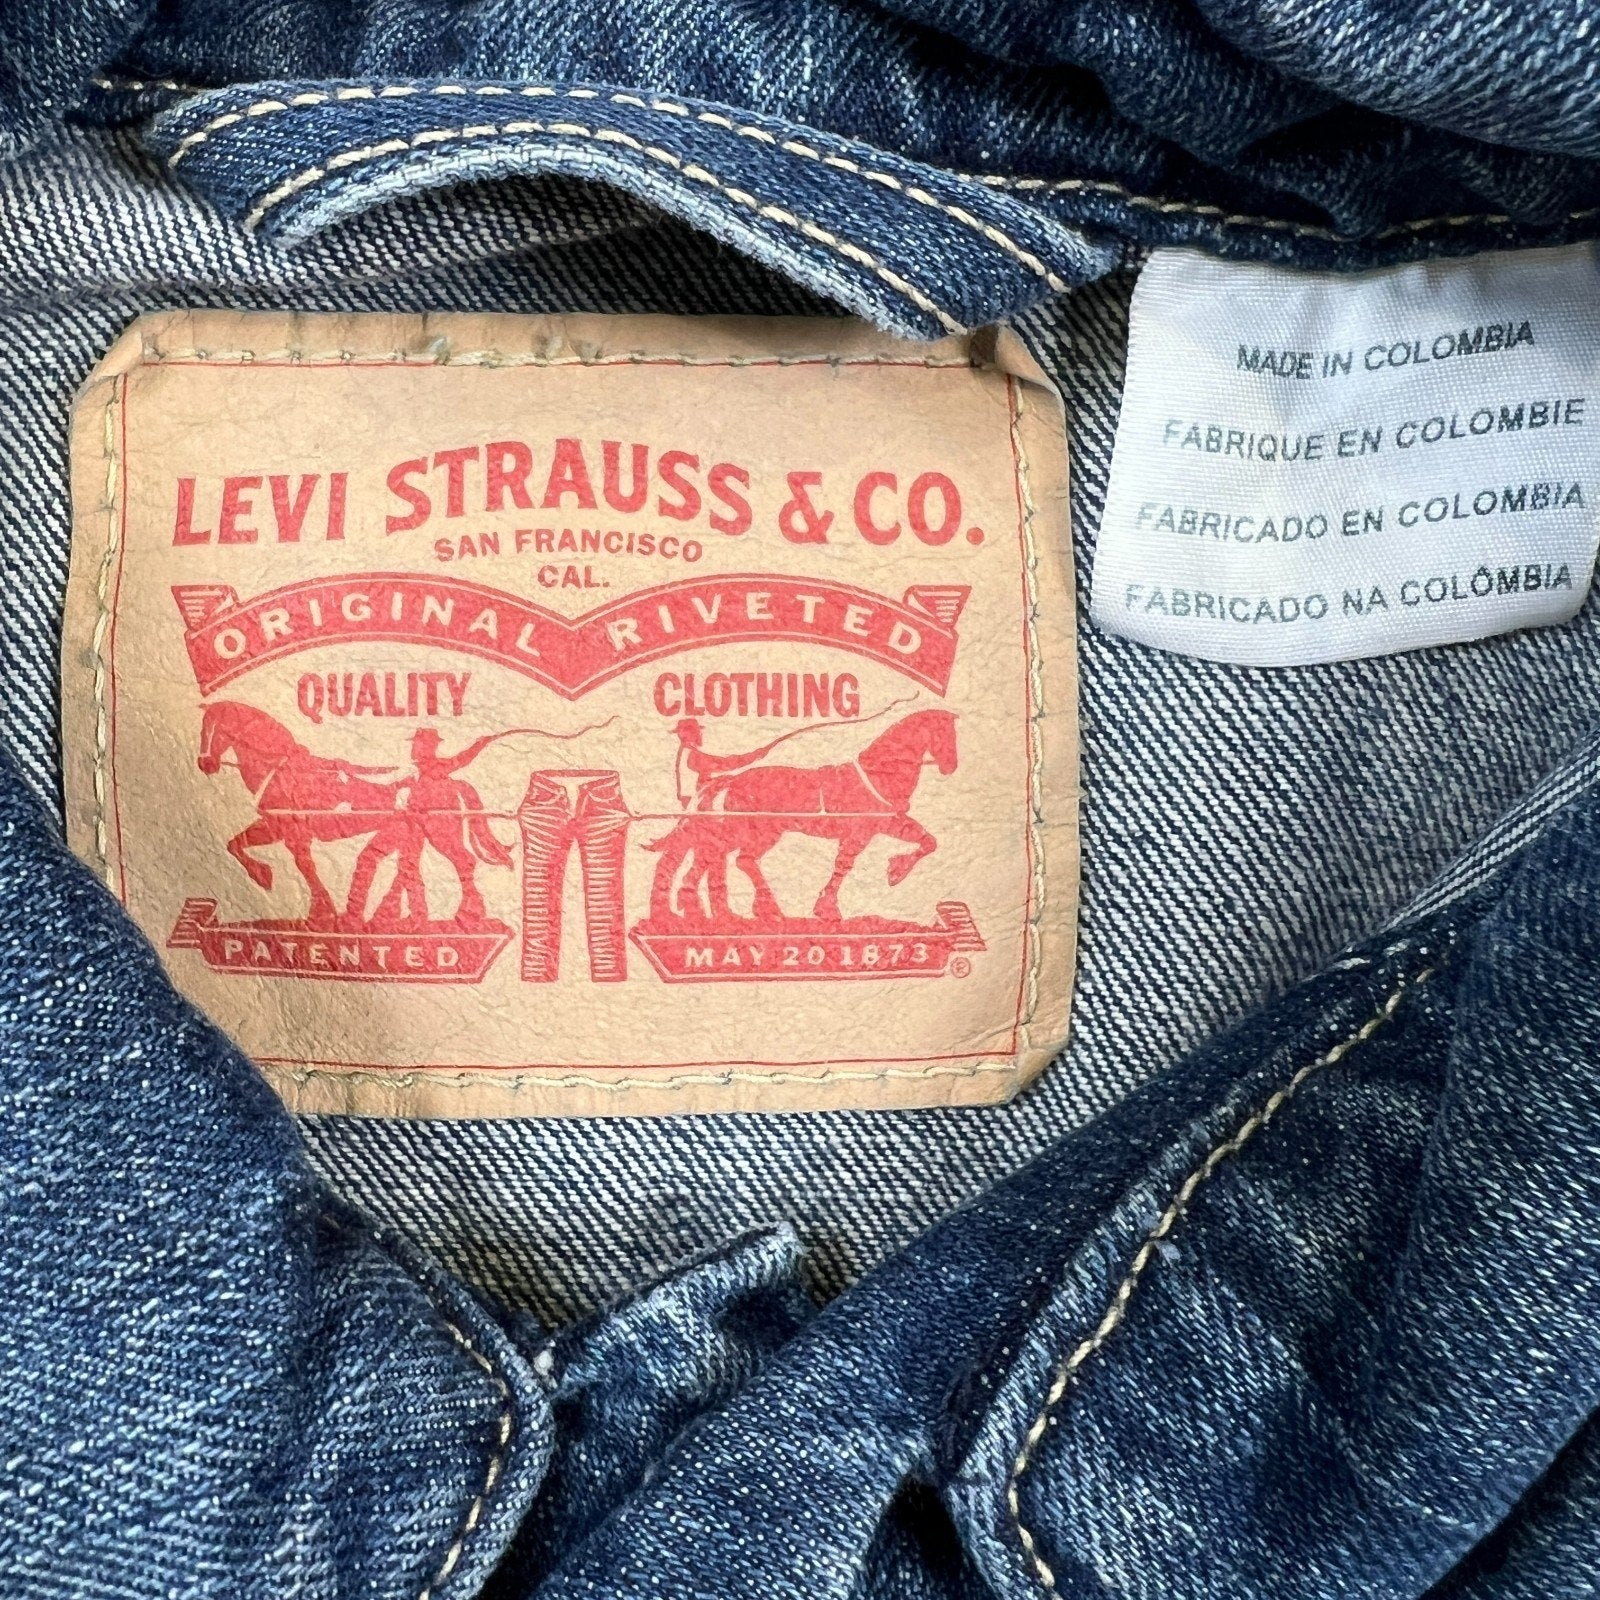 LEVI STRAUSS & CO.
SAN FRANCISCO
CAL.
ORIGINAL RIVETED
QUALITY CLOTHING
PATENTED MAY 20 1873 ®
MADE IN COLOMBIA
FABRIQUE EN COLOMBIE
FABRICADO EN COLOMBIA
FABRICADO NA COLÔMBIA